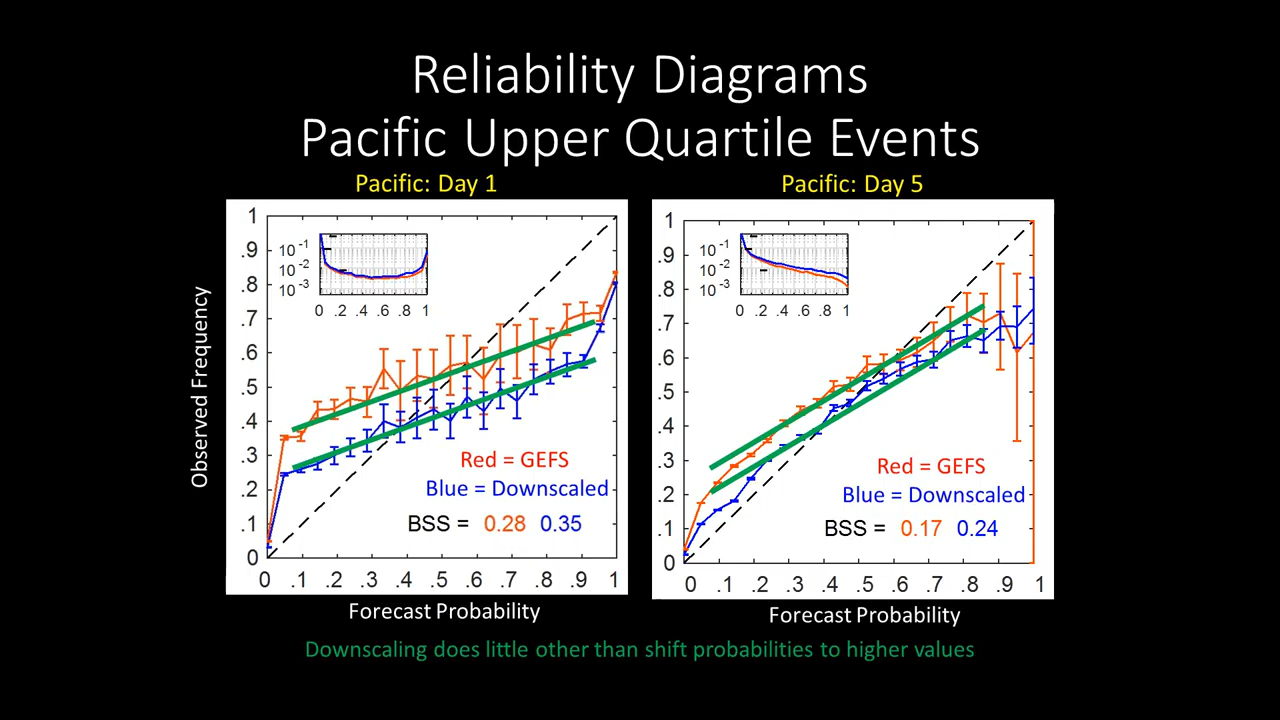 Reliability Diagrams
Pacific Upper Quartile Events
Pacific: Day 1
Observed Frequency
1
.9
.8
.7
.6
.5
.4
.3
.2
.1
0
10⁻¹
10⁻²
10⁻³
0 .2 .4 .6 .8 1
Red = GEFS
Blue = Downscaled
BSS = 0.28 0.35
0 .1 .2 .3 .4 .5 .6 .7 .8 .9 1
Forecast Probability
Pacific: Day 5
1
.9
.8
.7
.6
.5
.4
.3
.2
.1
0
10⁻¹
10⁻²
10⁻³
0 .2 .4 .6 .8 1
Red = GEFS
Blue = Downscaled
BSS = 0.17 0.24
0 .1 .2 .3 .4 .5 .6 .7 .8 .9 1
Forecast Probability
Downscaling does little other than shift probabilities to higher values